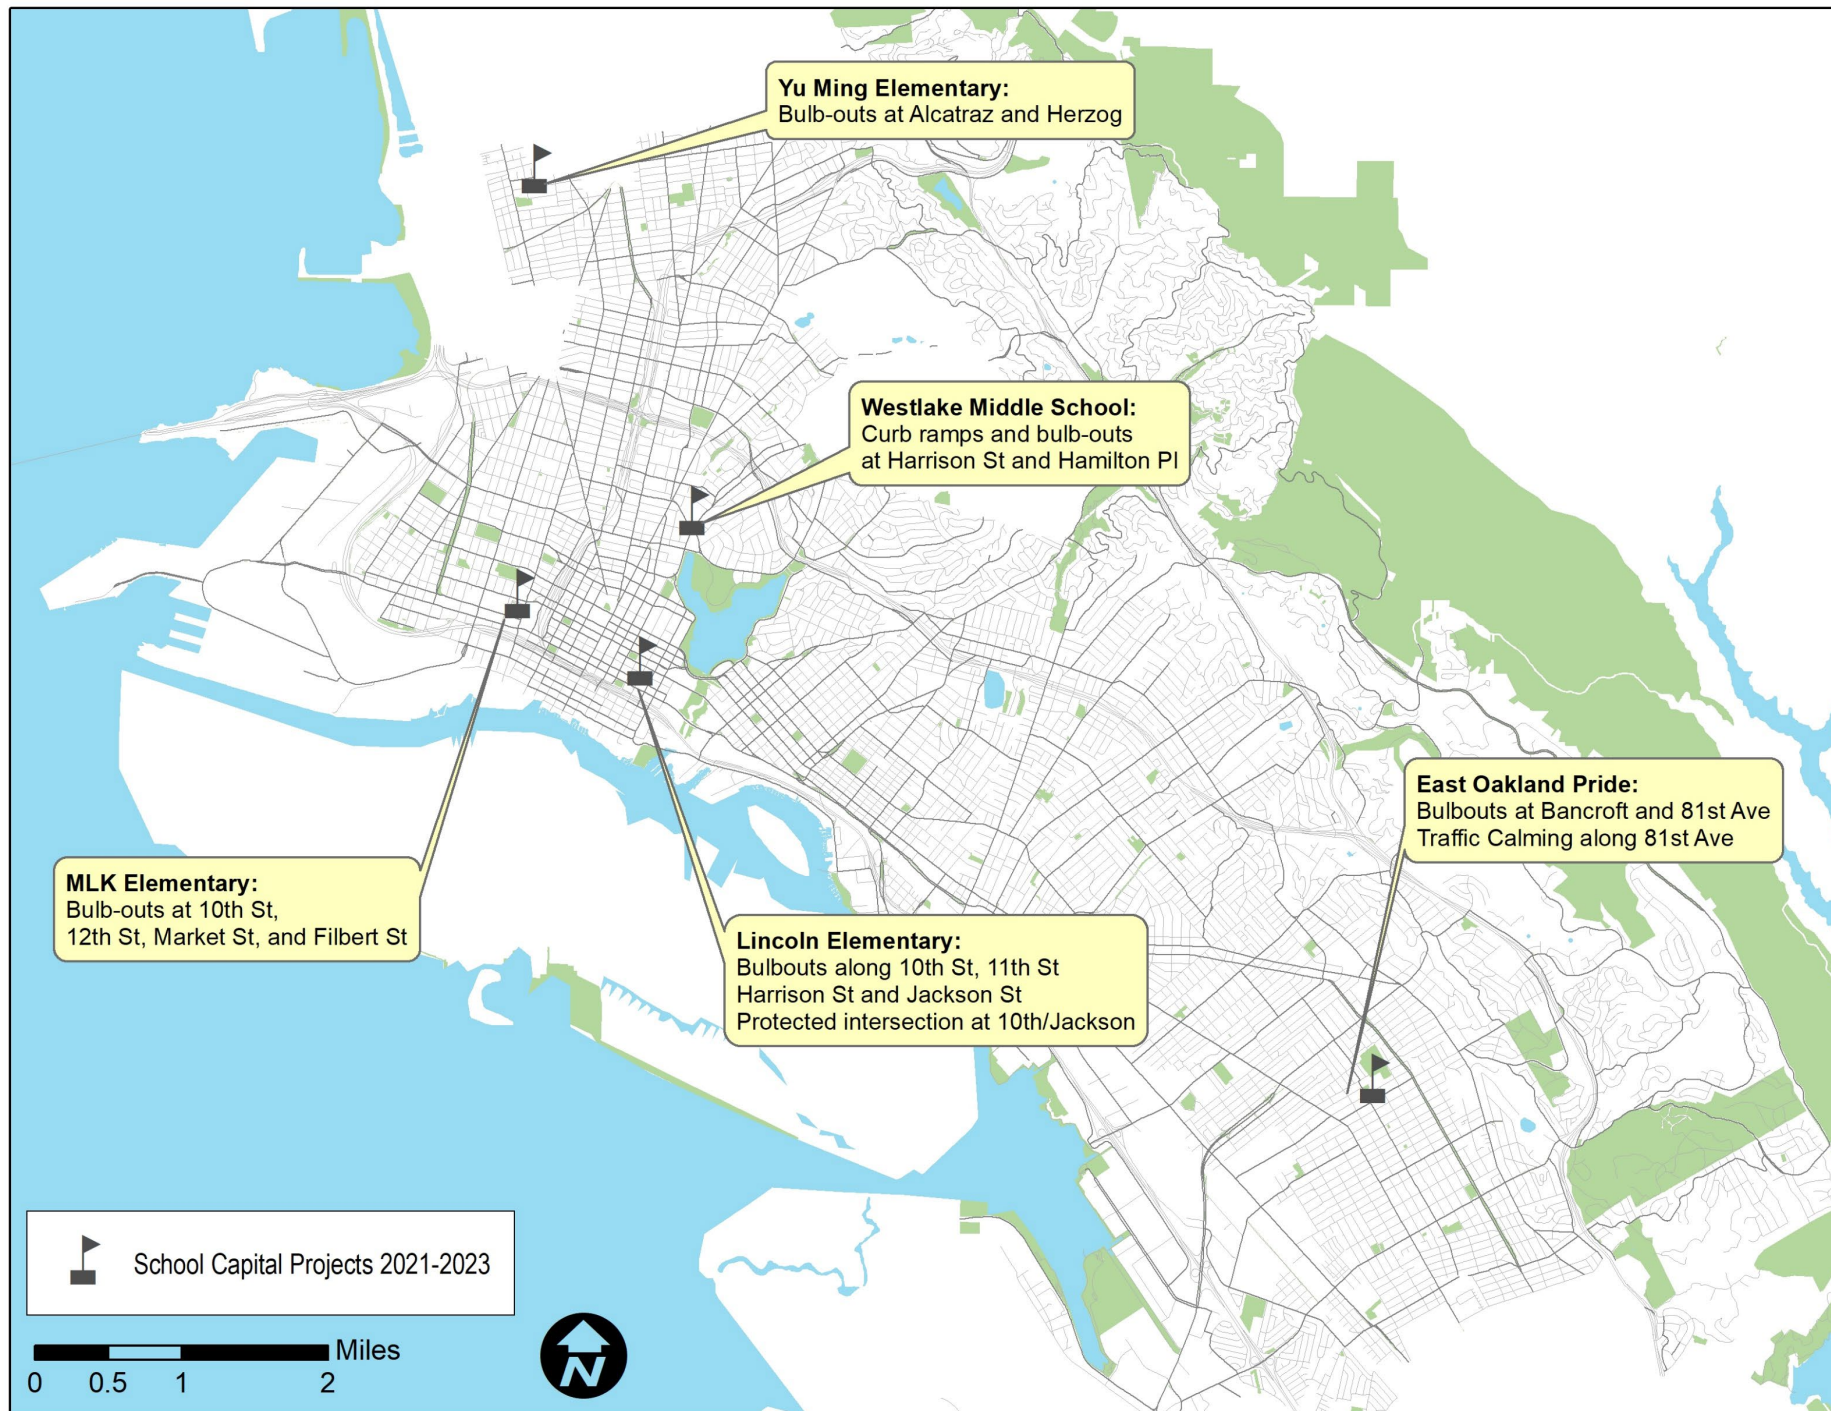 Yu Ming Elementary:
Bulb-outs at Alcatraz and Herzog
Westlake Middle School:
Curb ramps and bulb-outs
at Harrison St and Hamilton Pl
East Oakland Pride:
Bulbouts at Bancroft and 81st Ave
Traffic Calming along 81st Ave
MLK Elementary:
Bulb-outs at 10th St,
12th St, Market St, and Filbert St
Lincoln Elementary:
Bulbouts along 10th St, 11th St
Harrison St and Jackson St
Protected intersection at 10th/Jackson
School Capital Projects 2021-2023
Miles
0 0.5 1 2
N